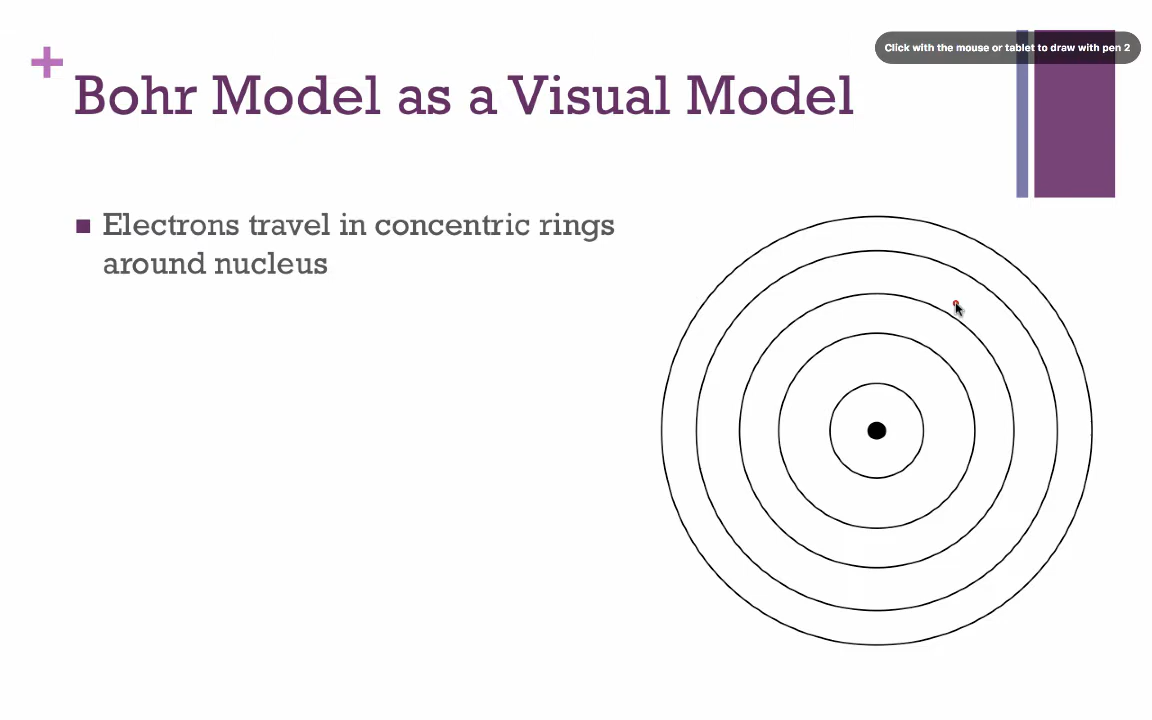 Click with the mouse or tablet to draw with pen 2
+
Bohr Model as a Visual Model
Electrons travel in concentric rings
around nucleus